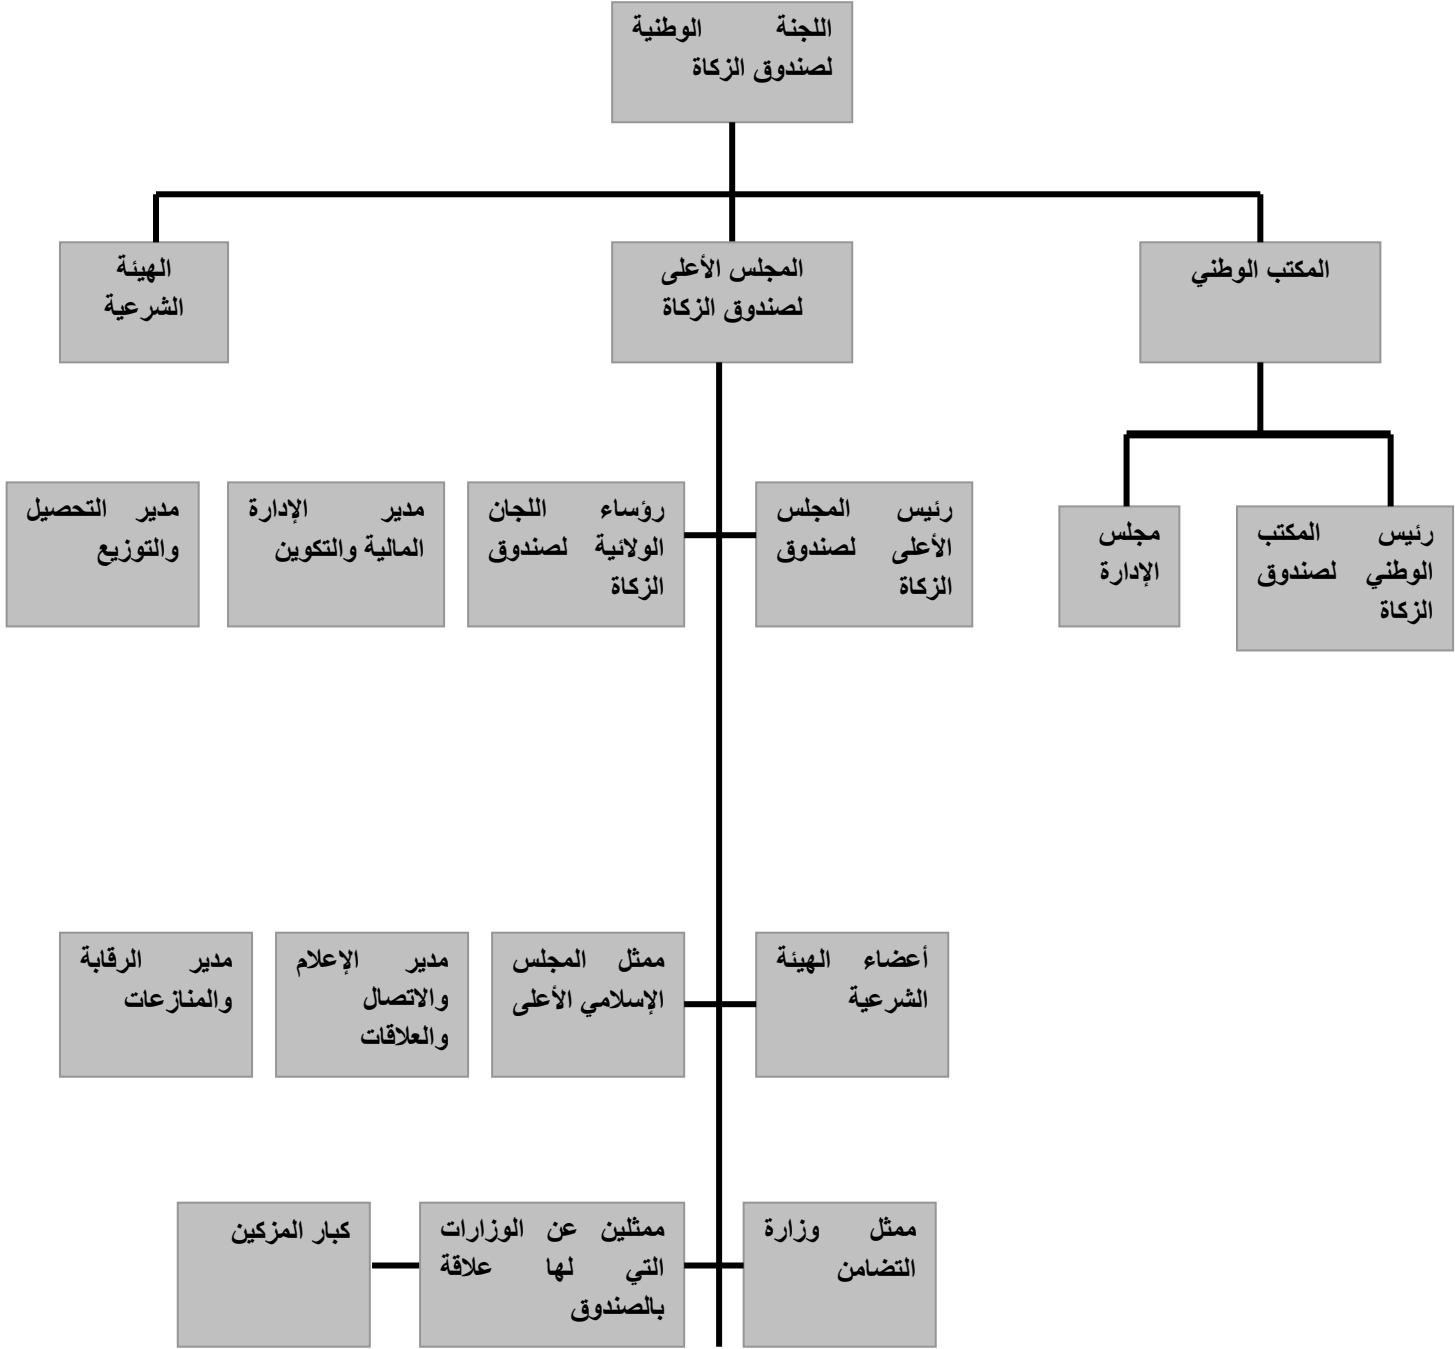 اللجنة الوطنية
لصندوق الزكاة
المكتب الوطني
المجلس الأعلى
لصندوق الزكاة
الهيئة
الشرعية
رئيس المكتب
الوطني لصندوق
الزكاة
مجلس
الإدارة
رئيس المجلس
الأعلى لصندوق
الزكاة
رؤساء اللجان
الولائية لصندوق
الزكاة
مدير الإدارة
المالية والتكوين
مدير التحصيل
والتوزيع
أعضاء الهيئة
الشرعية
ممثل المجلس
الإسلامي الأعلى
مدير الإعلام
والاتصال
والعلاقات
مدير الرقابة
والمنازعات
ممثل وزارة
التضامن
ممثلين عن الوزارات
التي لها علاقة
بالصندوق
كبار المزكين